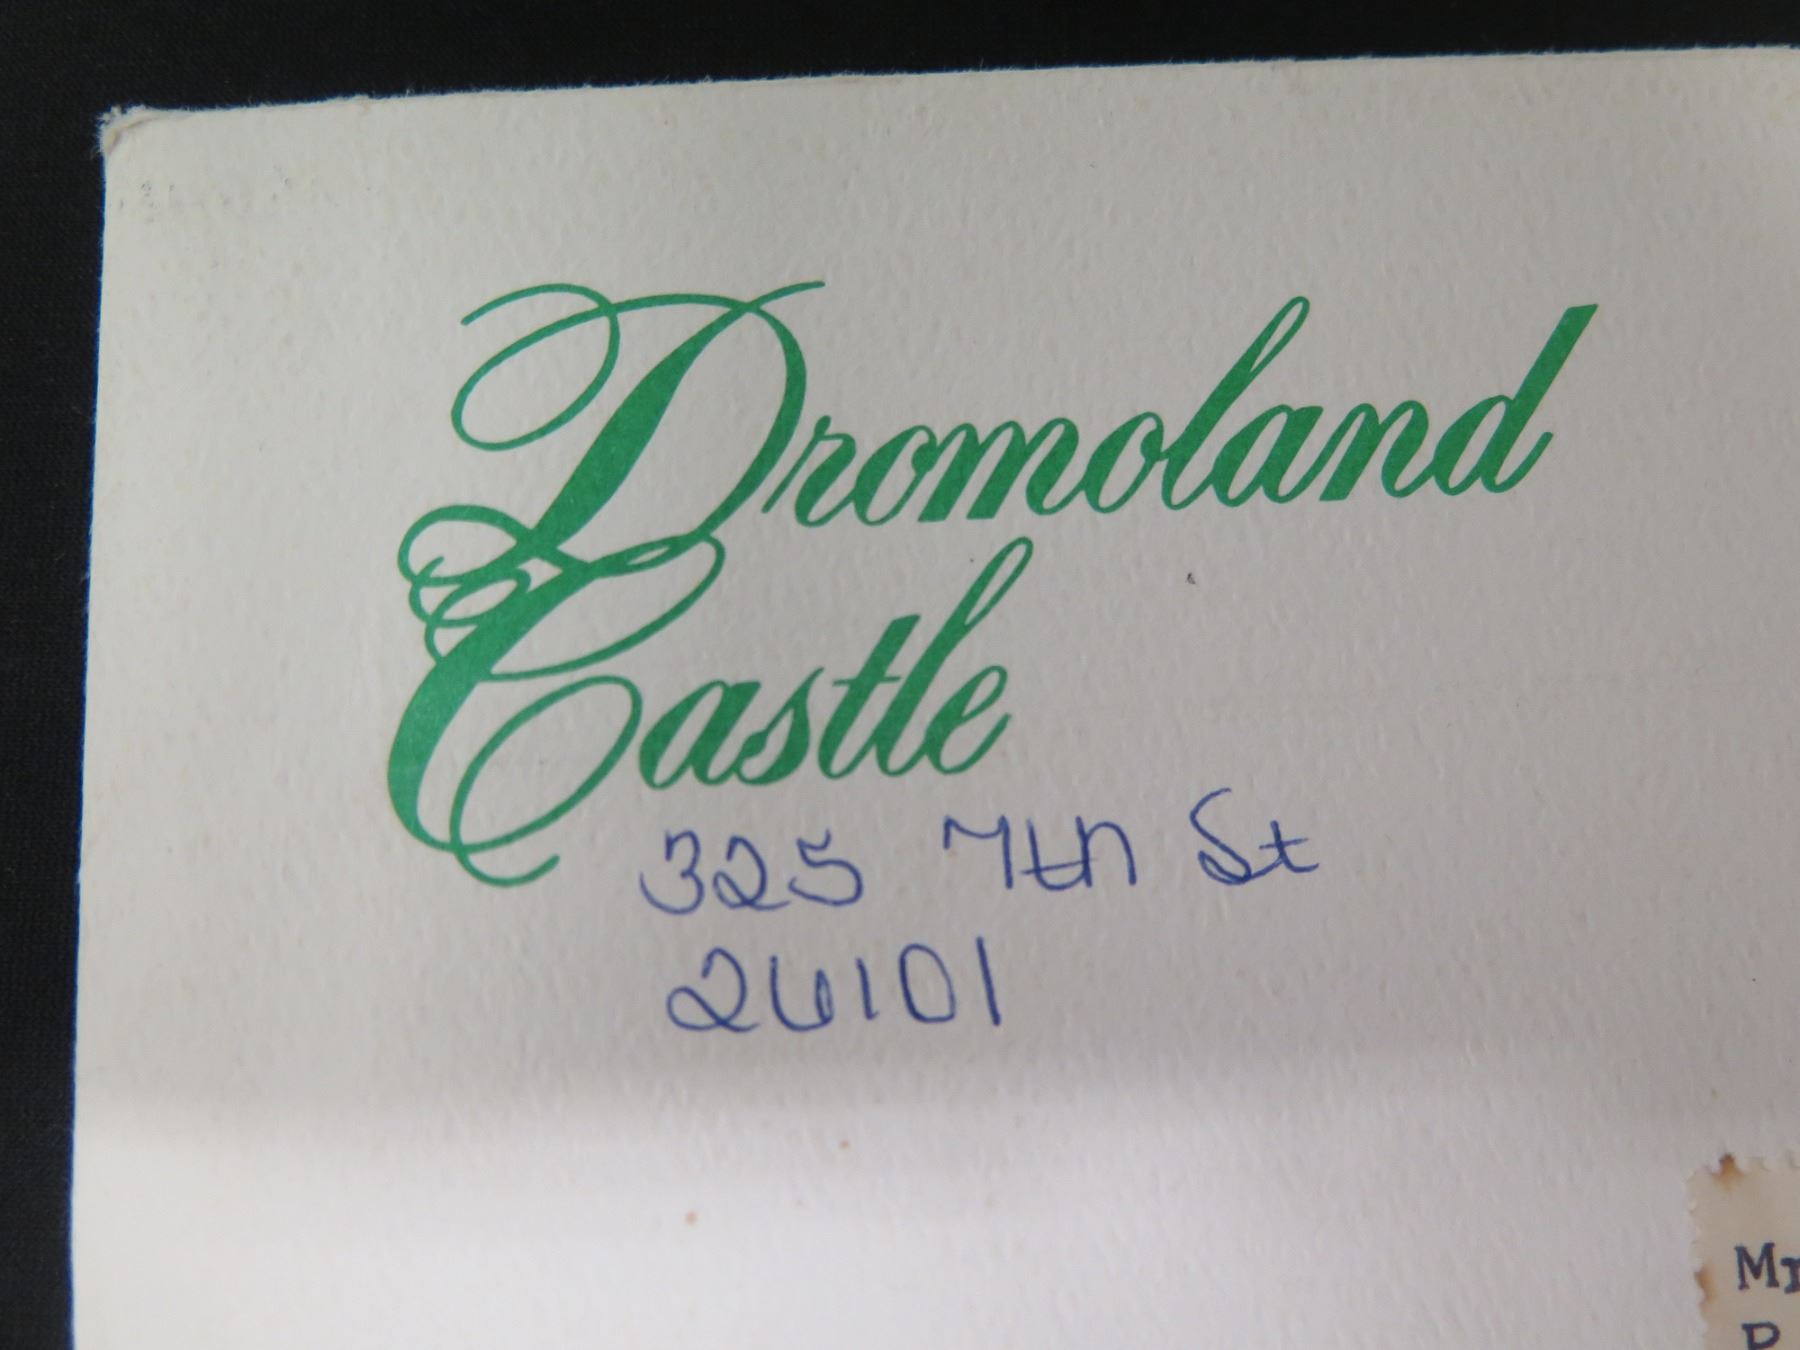 Dromoland
Castle
325 7th St
26101